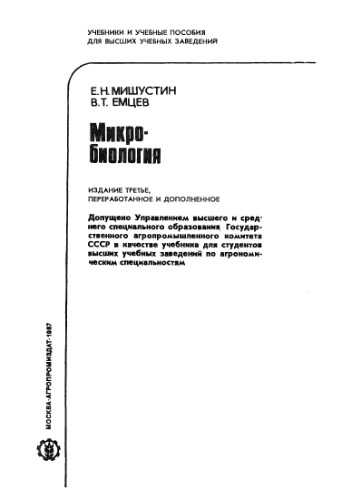 УЧЕБНИКИ И УЧЕБНЫЕ ПОСОБИЯ
ДЛЯ ВЫСШИХ УЧЕБНЫХ ЗАВЕДЕНИЙ
Е.Н. МИШУСТИН
В.Т. ЕМЦЕВ
Микро-
биология
ИЗДАНИЕ ТРЕТЬЕ,
ПЕРЕРАБОТАННОЕ И ДОПОЛНЕННОЕ
Допущено Управлением высшего и сред-
него специального образования Государ-
ственного агропромышленного комитета
СССР в качестве учебника для студентов
высших учебных заведений по агрономи-
ческим специальностям
МОСКВА·АГРОПРОМИЗДАТ·1987